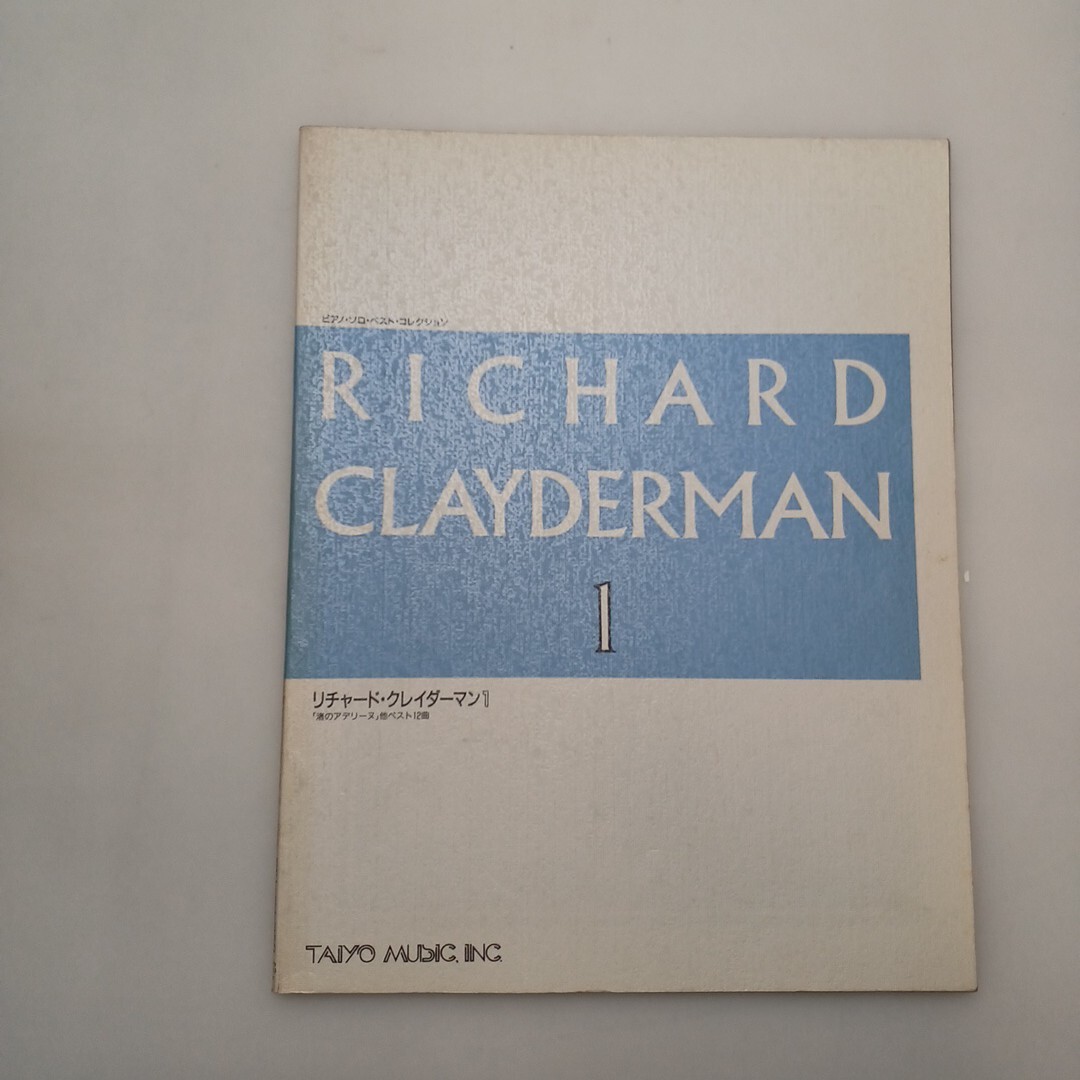 ピアノ・ソロ・ベスト・コレクション
RICHARD
CLAYDERMAN
1
リチャード・クレイダーマン1
「渚のアデリーヌ」他ベスト12曲
TAIYO MUSIC, INC.